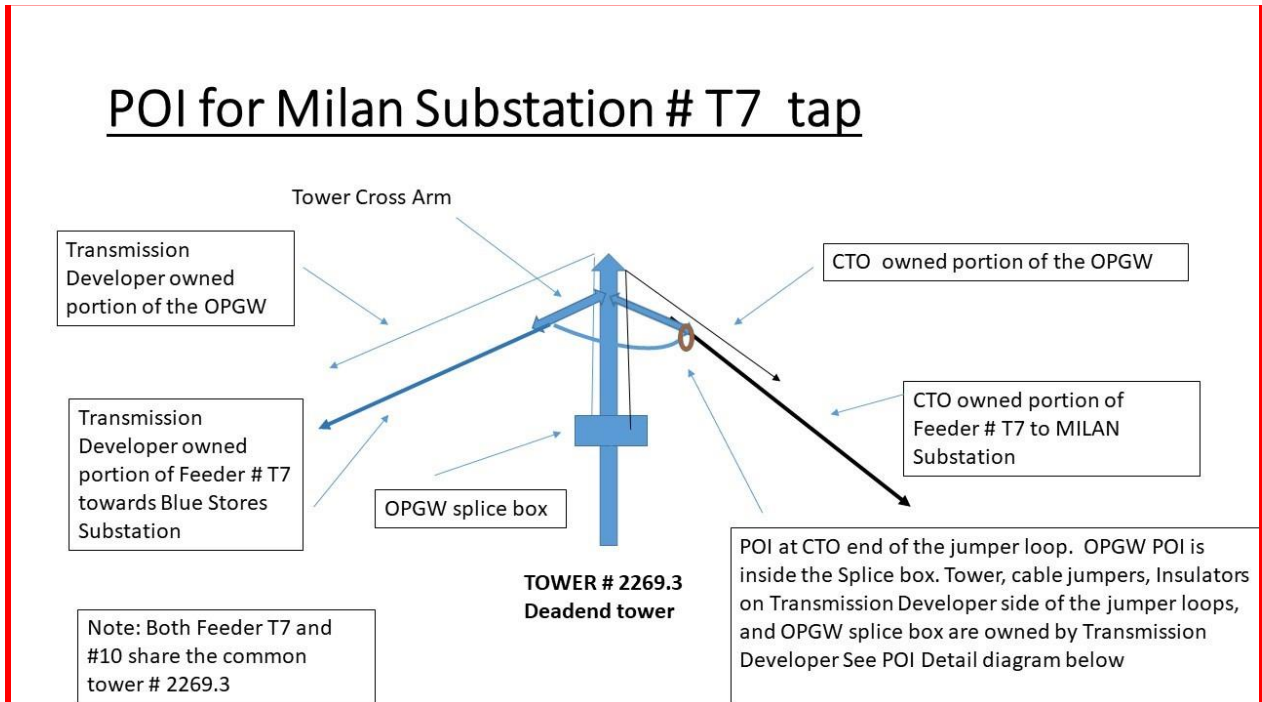 POI for Milan Substation # T7 tap
Tower Cross Arm
Transmission
Developer owned
portion of the OPGW
CTO owned portion of the OPGW
Transmission
Developer owned
portion of Feeder # T7
towards Blue Stores
Substation
CTO owned portion of
Feeder # T7 to MILAN
Substation
OPGW splice box
TOWER # 2269.3
Deadend tower
POI at CTO end of the jumper loop. OPGW POI is
inside the Splice box. Tower, cable jumpers, Insulators
on Transmission Developer side of the jumper loops,
and OPGW splice box are owned by Transmission
Developer See POI Detail diagram below
Note: Both Feeder T7 and
#10 share the common
tower # 2269.3